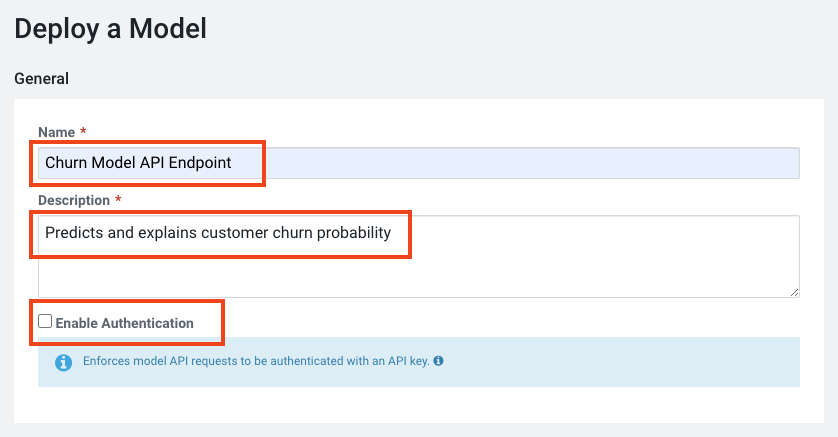 Deploy a Model
General
Name *
Churn Model API Endpoint
Description *
Predicts and explains customer churn probability
Enable Authentication
Enforces model API requests to be authenticated with an API key.